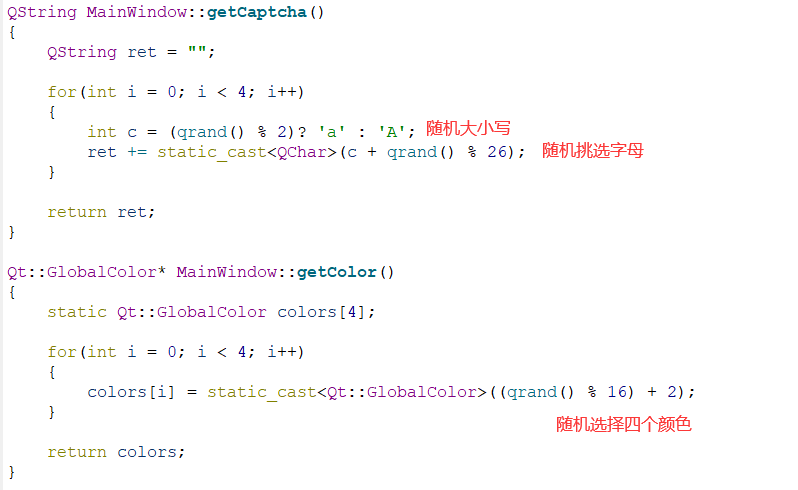 QString MainWindow::getCaptcha()
{
    QString ret = "";
    for(int i = 0; i < 4; i++)
    {
        int c = (qrand() % 2)? 'a' : 'A'; 随机大小写
        ret += static_cast<QChar>(c + qrand() % 26); 随机挑选字母
    }
    return ret;
}
Qt::GlobalColor* MainWindow::getColor()
{
    static Qt::GlobalColor colors[4];
    for(int i = 0; i < 4; i++)
    {
        colors[i] = static_cast<Qt::GlobalColor>((qrand() % 16) + 2);
    }
随机选择四个颜色
    return colors;
}